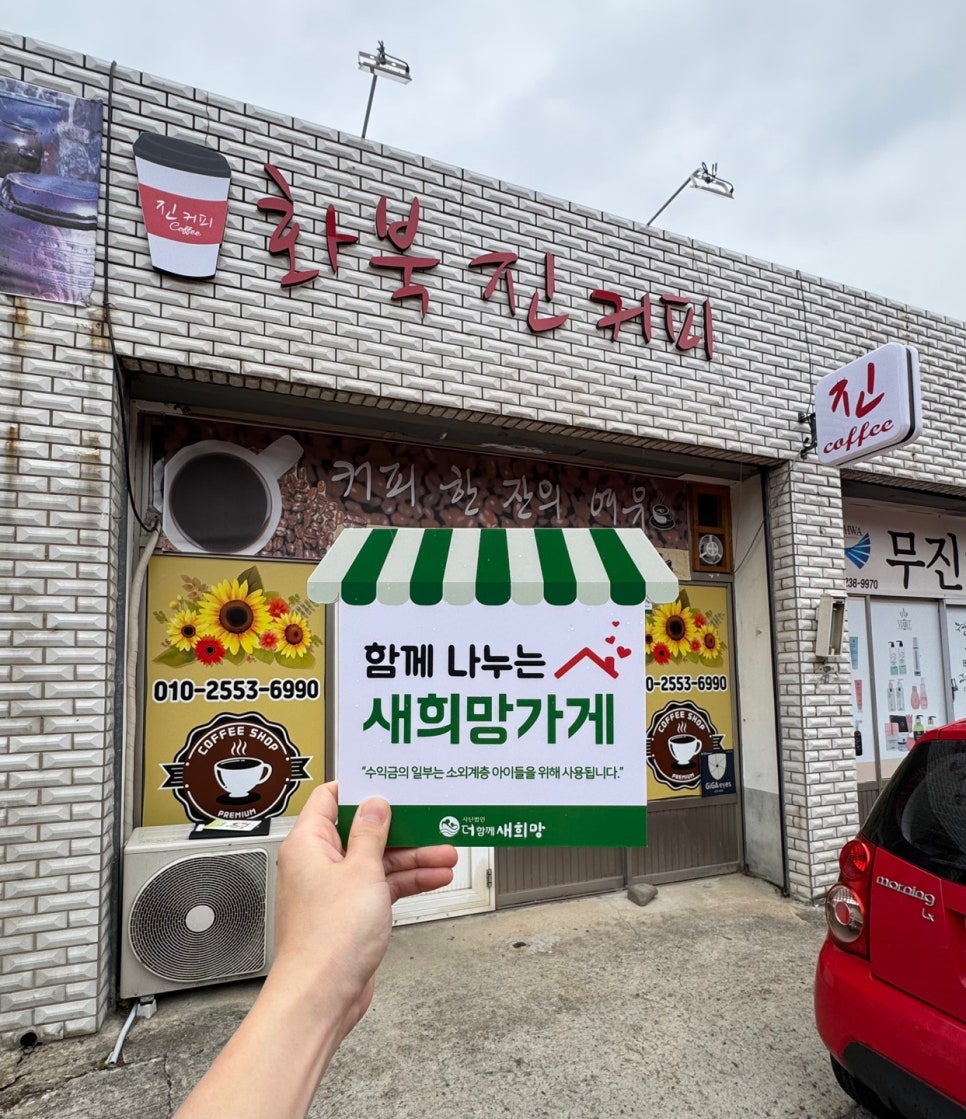 진커피
Coffee
화북 진 커피
진
coffee
커피 한 잔의 여유
HWA
무진
238-9970
010-2553-6990
COFFEE SHOP
PREMIUM
0-2553-6990
COFFEE SHOP
PREMIUM
GiGAeyes
함께 나누는
새희망가게
“수익금의 일부는 소외계층 아이들을 위해 사용됩니다.”
사단법인
더함께새희망
morning
Lx